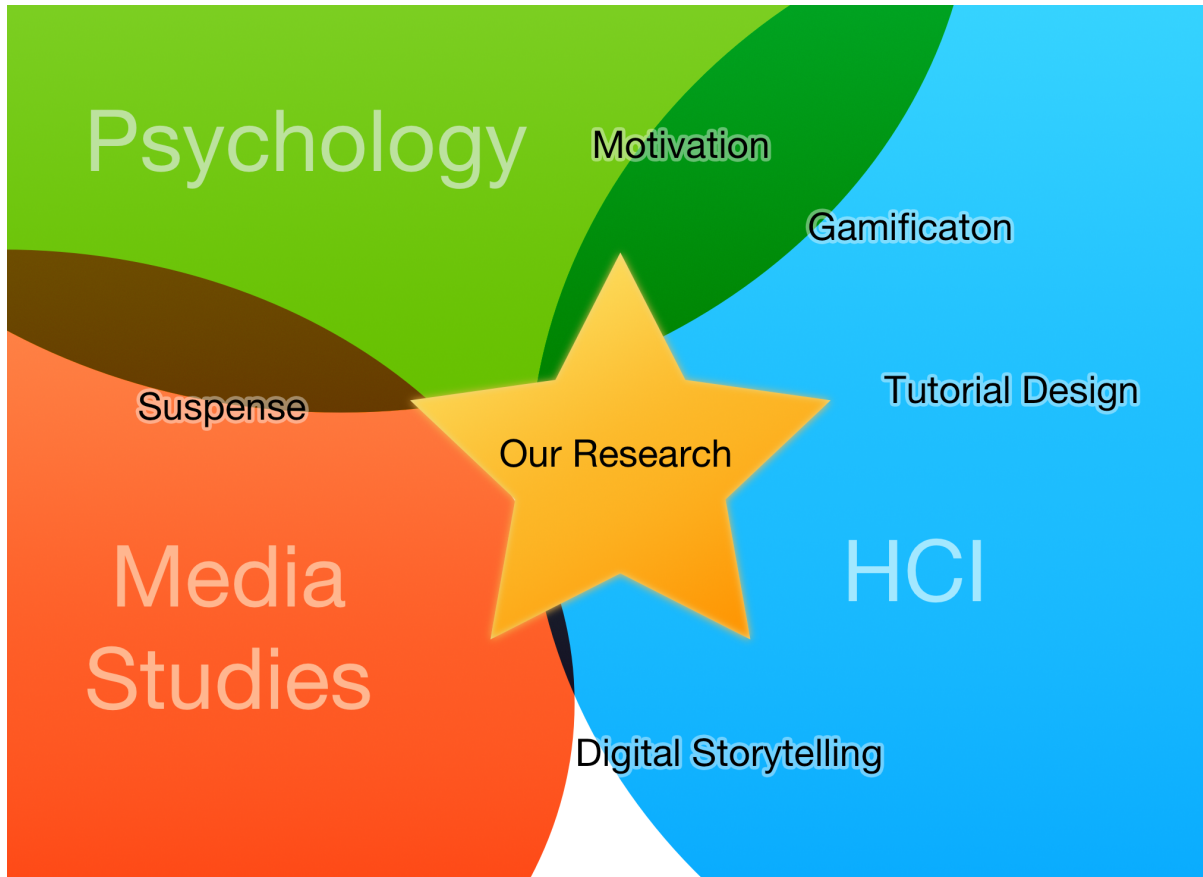 Psychology
Motivation
Gamificaton
Tutorial Design
Suspense
Our Research
Media
Studies
HCI
Digital Storytelling